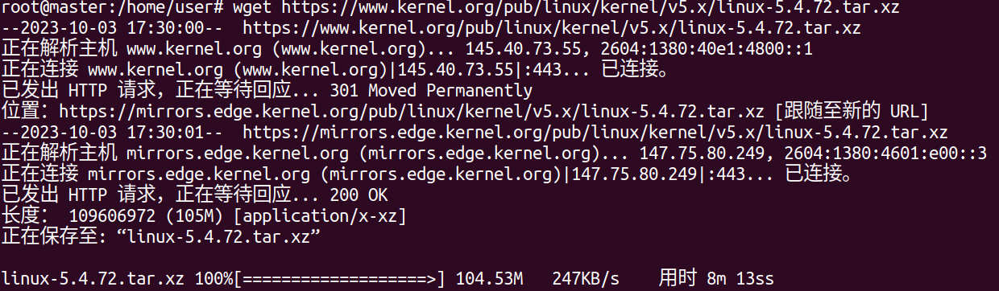 root@master:/home/user# wget https://www.kernel.org/pub/linux/kernel/v5.x/linux-5.4.72.tar.xz
--2023-10-03 17:30:00--  https://www.kernel.org/pub/linux/kernel/v5.x/linux-5.4.72.tar.xz
正在解析主机 www.kernel.org (www.kernel.org)... 145.40.73.55, 2604:1380:40e1:4800::1
正在连接 www.kernel.org (www.kernel.org)|145.40.73.55|:443... 已连接。
已发出 HTTP 请求，正在等待回应... 301 Moved Permanently
位置：https://mirrors.edge.kernel.org/pub/linux/kernel/v5.x/linux-5.4.72.tar.xz [跟随至新的 URL]
--2023-10-03 17:30:01--  https://mirrors.edge.kernel.org/pub/linux/kernel/v5.x/linux-5.4.72.tar.xz
正在解析主机 mirrors.edge.kernel.org (mirrors.edge.kernel.org)... 147.75.80.249, 2604:1380:4601:e00::3
正在连接 mirrors.edge.kernel.org (mirrors.edge.kernel.org)|147.75.80.249|:443... 已连接。
已发出 HTTP 请求，正在等待回应... 200 OK
长度： 109606972 (105M) [application/x-xz]
正在保存至: “linux-5.4.72.tar.xz”
linux-5.4.72.tar.xz 100%[===================>] 104.53M   247KB/s    用时 8m 13ss